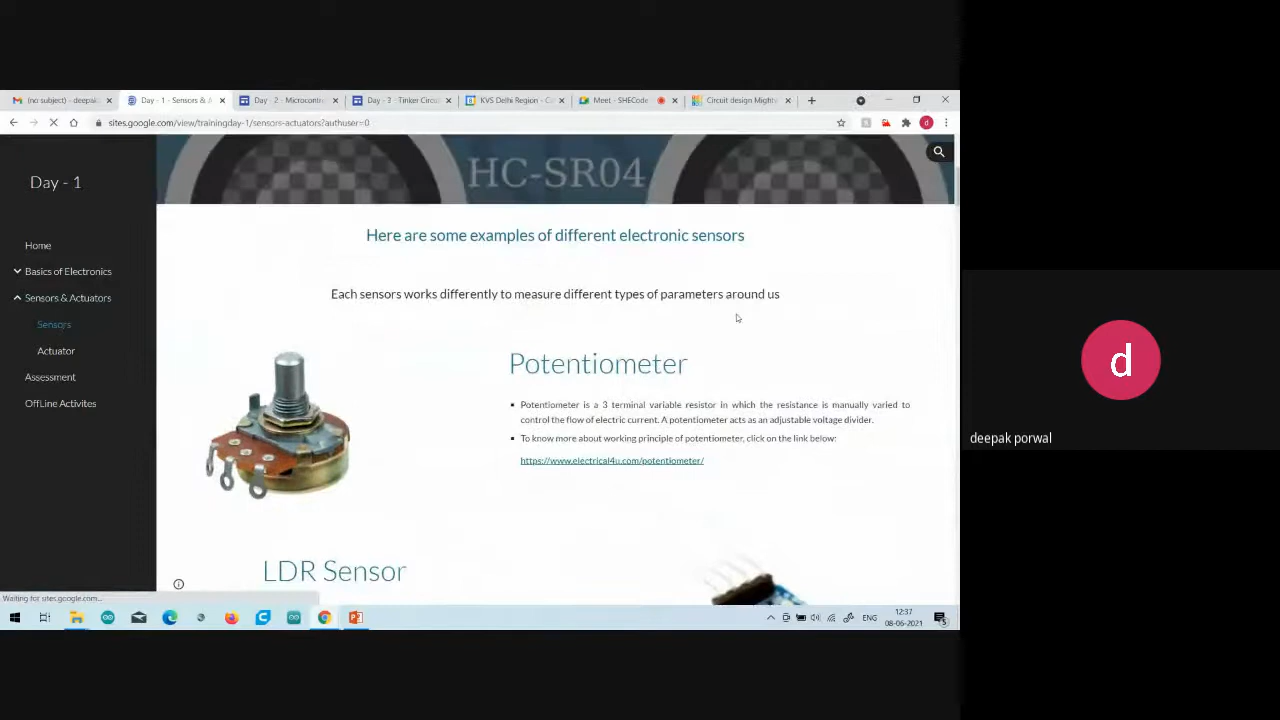 (no subject) - deepak
Day - 1 - Sensors & A
Day - 2 - Microcontr
Day - 3 - Tinker Circu
KVS Delhi Region - Co
Meet - SHECode
Circuit design Might
sites.google.com/view/trainingday-1/sensors-actuators?authuser=0
d
Day - 1
Home
Basics of Electronics
Sensors & Actuators
Sensors
Actuator
Assessment
OffLine Activites
HC-SR04
Here are some examples of different electronic sensors
Each sensors works differently to measure different types of parameters around us
Potentiometer
Potentiometer is a 3 terminal variable resistor in which the resistance is manually varied to
control the flow of electric current. A potentiometer acts as an adjustable voltage divider.
To know more about working principle of potentiometer, click on the link below:
https://www.electrical4u.com/potentiometer/
LDR Sensor
Waiting for sites.google.com...
ENG
12:37
08-06-2021
5
d
deepak porwal